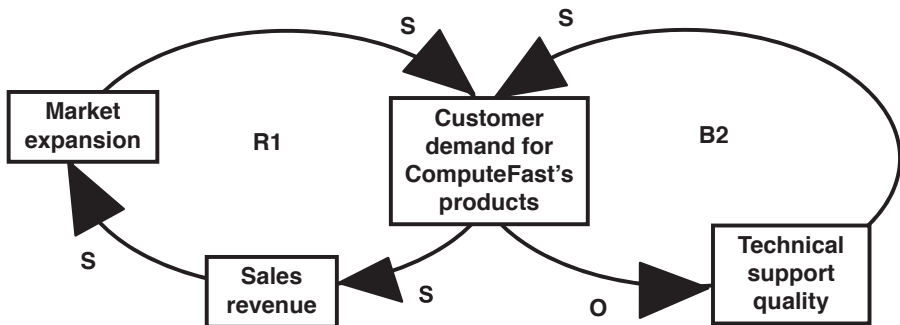 S
S
Market
expansion
R1
Customer
demand for
ComputeFast's
products
B2
S
Sales
revenue
S
O
Technical
support
quality